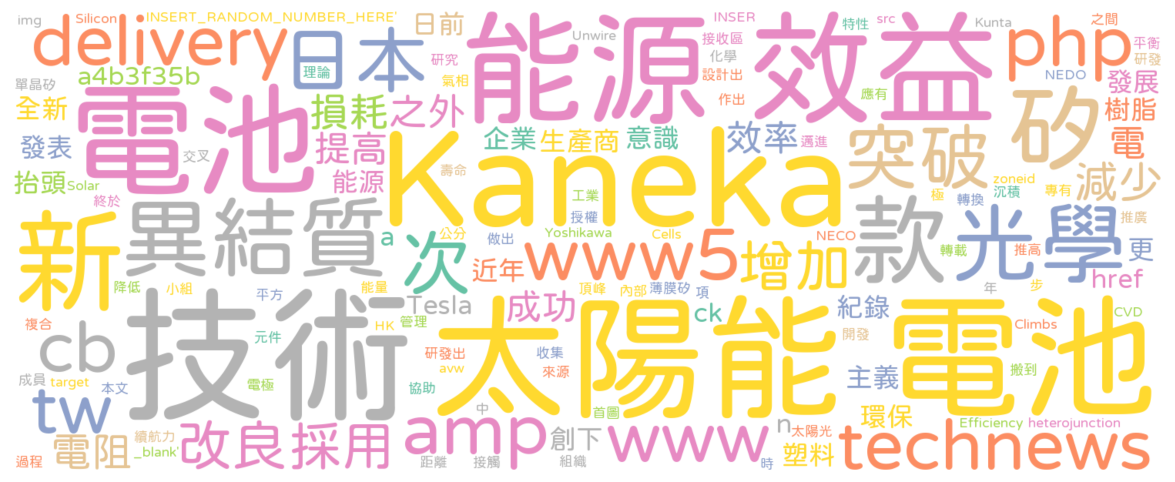 img Silicon INSERT_RANDOM_NUMBER_HERE' 日前 能源 效益 INSER 特性 src Kunta 之間
delivery 日本 Unwire 接收區 php 平衡
單晶矽 a4b3f35b 理論 研究 化學 NEDO 研發
全新 電池 損耗 之外 氣相 設計出 應有 矽 發展
發表 交叉 提高 企業 生產商 意識 作出 效率 邁進 突破 樹脂 電
抬頭 Solar 能源 Kaneka 壽命 zoneid 減少
終於 工業 極 轉換 沉積 專有
新 異結質 a 次 公分 授權 做出 Yoshikawa Cells NECO 款 光學 推廣 更
近年 www5 增加 轉載 推高
降低 小組 平方 Tesla 能量 成功 頂峰 內部 薄膜矽 項 年 步 href
複合 cb 技術 HK 管理 ck 太陽能 紀錄 電池 Climbs CVD
元件 研發出 收集 開發
成員 target 本文 電極 avw 協助 來源 主義 搬到
tw 中 首圖 環保 Efficiency heterojunction
續航力 電阻 改良 採用 amp 創下 www n 太陽光 technews
過程 _blank' 距離 接觸 組織 時 塑料